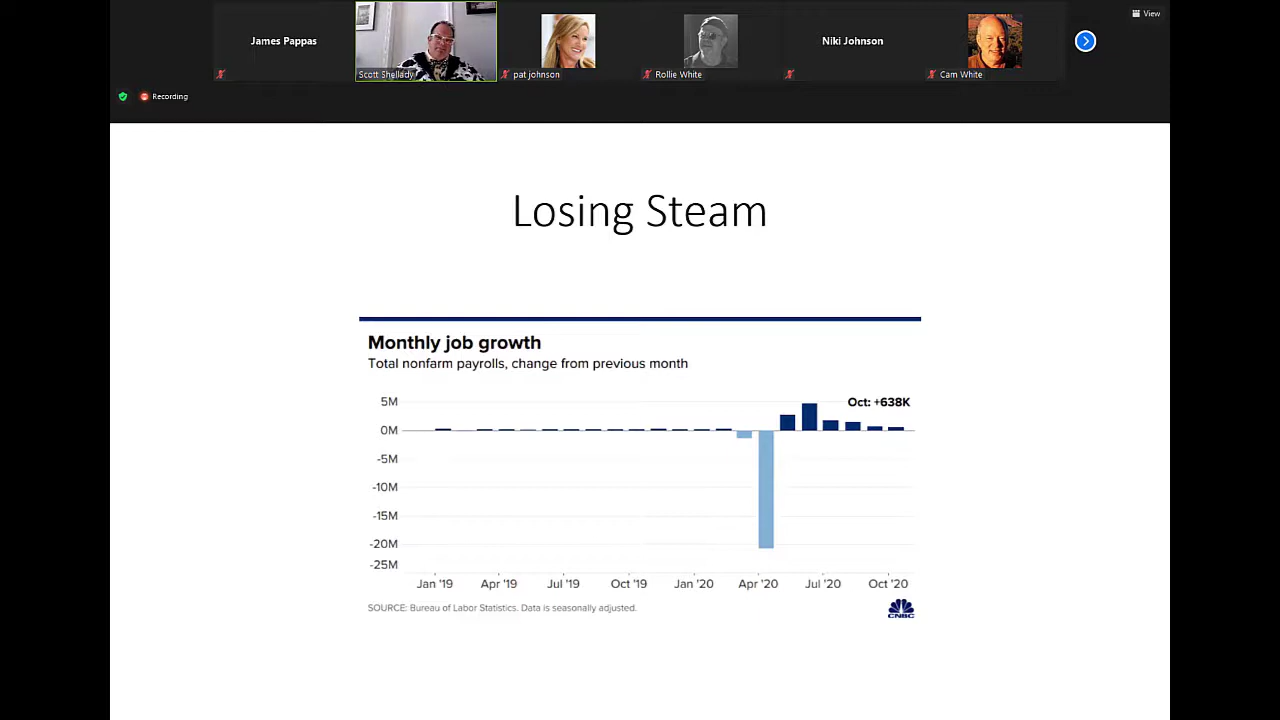 View
James Pappas
Niki Johnson
Scott Shellady
pat johnson
Rollie White
Cam White
Recording
Losing Steam
Monthly job growth
Total nonfarm payrolls, change from previous month
Oct: +638K
5M
0M
-5M
-10M
-15M
-20M
-25M
Jan '19 Apr '19 Jul '19 Oct '19 Jan '20 Apr '20 Jul '20 Oct '20
SOURCE: Bureau of Labor Statistics. Data is seasonally adjusted.
CNBC